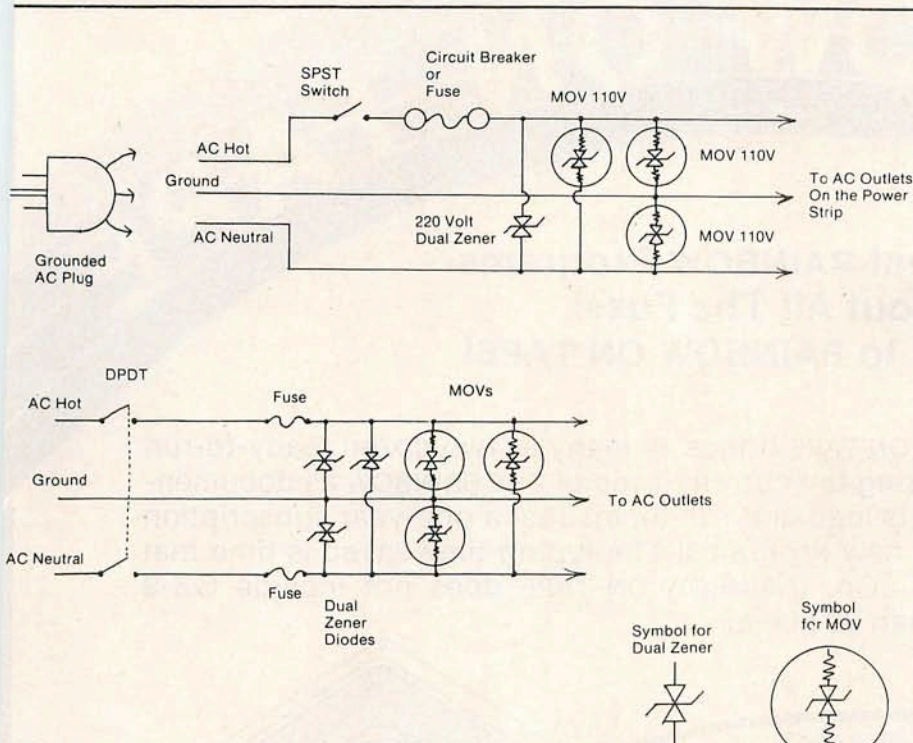 SPST
Switch
Circuit Breaker
or
Fuse
MOV 110V
AC Hot
MOV 110V
Ground
To AC Outlets
On the Power
Strip
AC Neutral
220 Volt
Dual Zener
MOV 110V
Grounded
AC Plug
DPDT
AC Hot
Fuse
MOVs
Ground
To AC Outlets
AC Neutral
Fuse
Dual
Zener
Diodes
Symbol for
Dual Zener
Symbol
for MOV